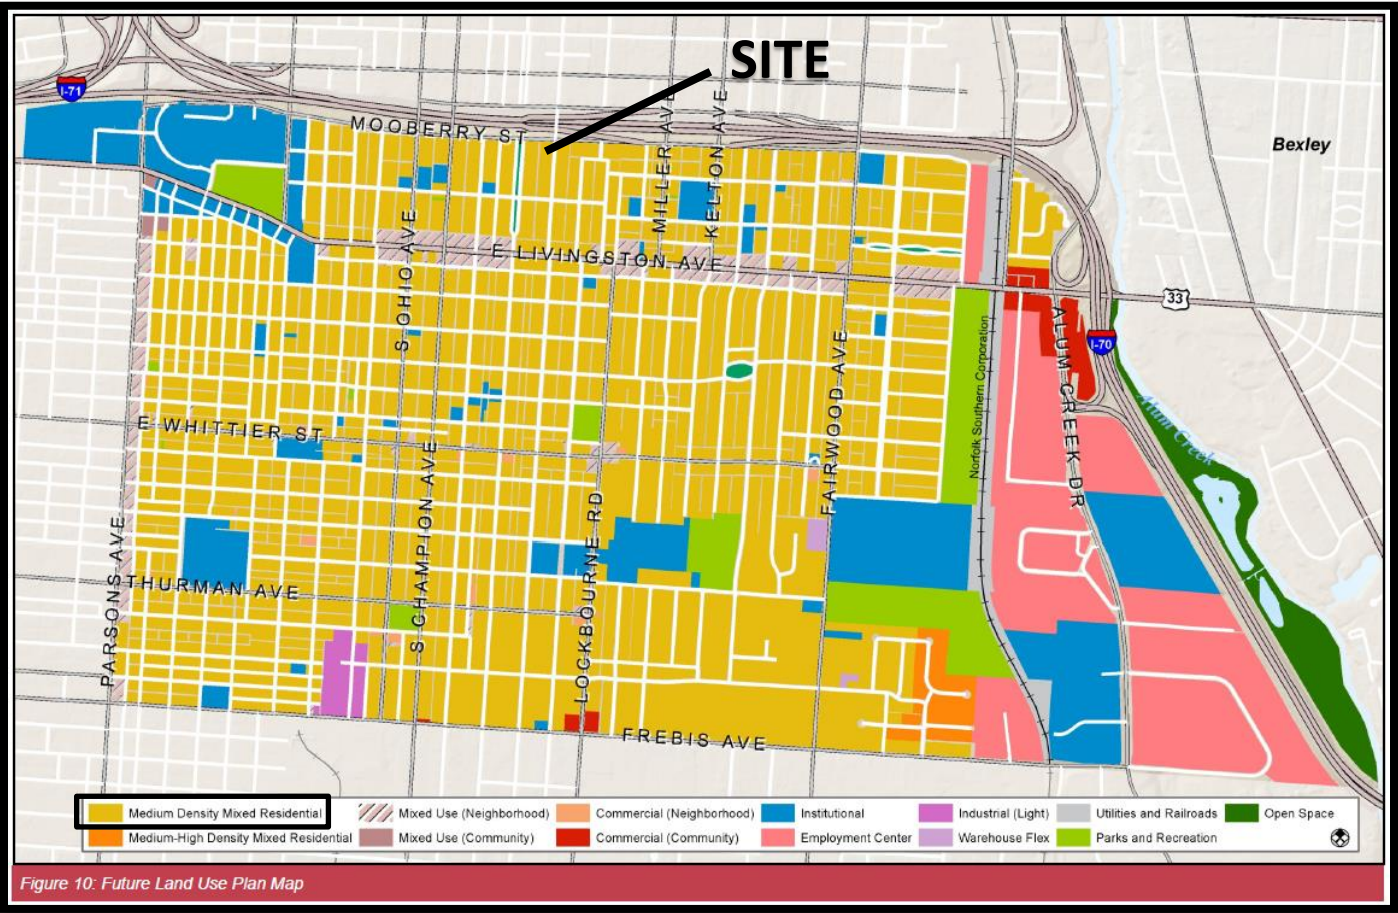 SITE
I-71
MOOBERRY ST
MILLER AVE
KELTON AVE
Bexley
S OHIO AVE
E LIVINGSTON AVE
33
Norfolk Southern Corporation
ALUM CREEK DR
I-70
FAIRWOOD AVE
Alum Creek
E WHITTIER ST
S CHAMPION AVE
LOCKBOURNE RD
PARSONS AVE
THURMAN AVE
FREBIS AVE
Medium Density Mixed Residential
Mixed Use (Neighborhood)
Commercial (Neighborhood)
Institutional
Industrial (Light)
Utilities and Railroads
Open Space
Medium-High Density Mixed Residential
Mixed Use (Community)
Commercial (Community)
Employment Center
Warehouse Flex
Parks and Recreation
Figure 10: Future Land Use Plan Map